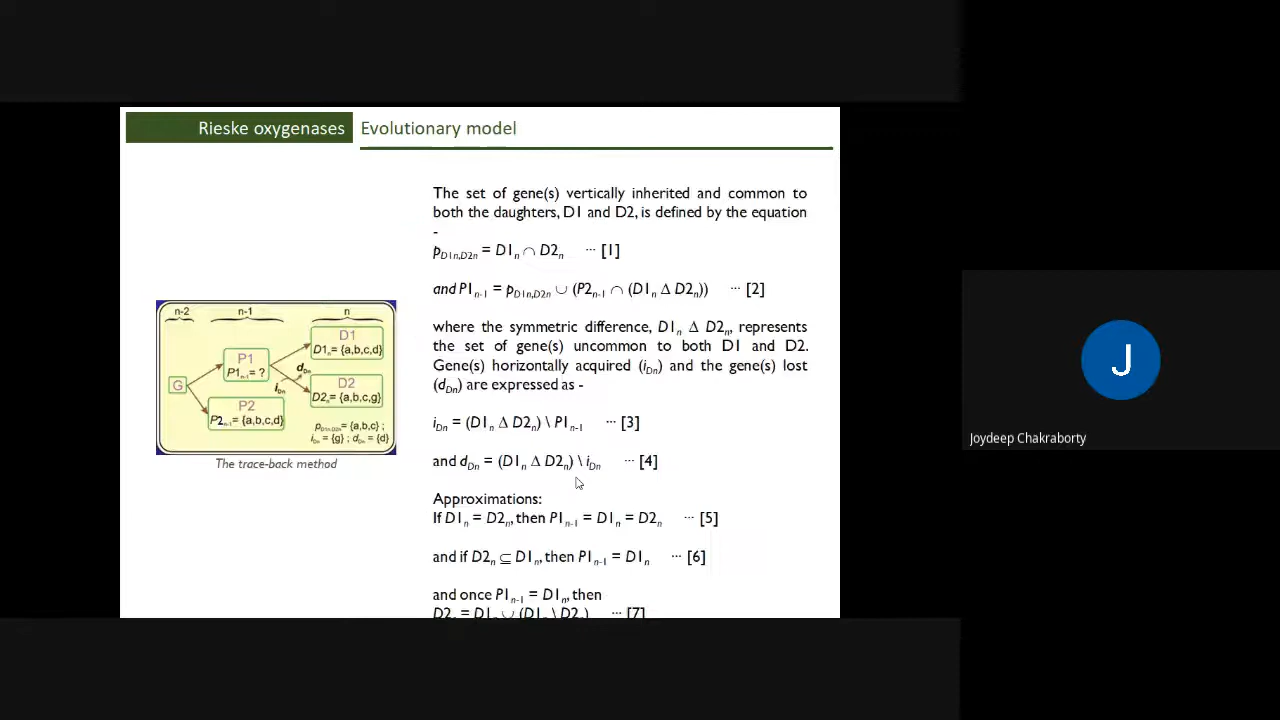 Rieske oxygenases Evolutionary model
The set of gene(s) vertically inherited and common to
both the daughters, D1 and D2, is defined by the equation
-
pD1n,D2n = D1n ∩ D2n ··· [1]
and P1n-1 = pD1n,D2n ∪ (P2n-1 ∩ (D1n Δ D2n)) ··· [2]
where the symmetric difference, D1n Δ D2n, represents
the set of gene(s) uncommon to both D1 and D2.
Gene(s) horizontally acquired (iDn) and the gene(s) lost
(dDn) are expressed as -
iDn = (D1n Δ D2n) \ P1n-1 ··· [3]
and dDn = (D1n Δ D2n) \ iDn ··· [4]
Approximations:
If D1n = D2n, then P1n-1 = D1n = D2n ··· [5]
and if D2n ⊆ D1n, then P1n-1 = D1n ··· [6]
and once P1n-1 = D1n, then
D2n = D1n ∪ (D1n \ D2n) ··· [7]
n-2 n-1 n
D1
D1n= {a,b,c,d}
P1
P1n-1= ?
dDn
G
iDn
D2
D2n= {a,b,c,g}
P2
P2n-1= {a,b,c,d}
pD1n,D2n= {a,b,c} ;
iDn = {g} ; dDn = {d}
The trace-back method
J
Joydeep Chakraborty